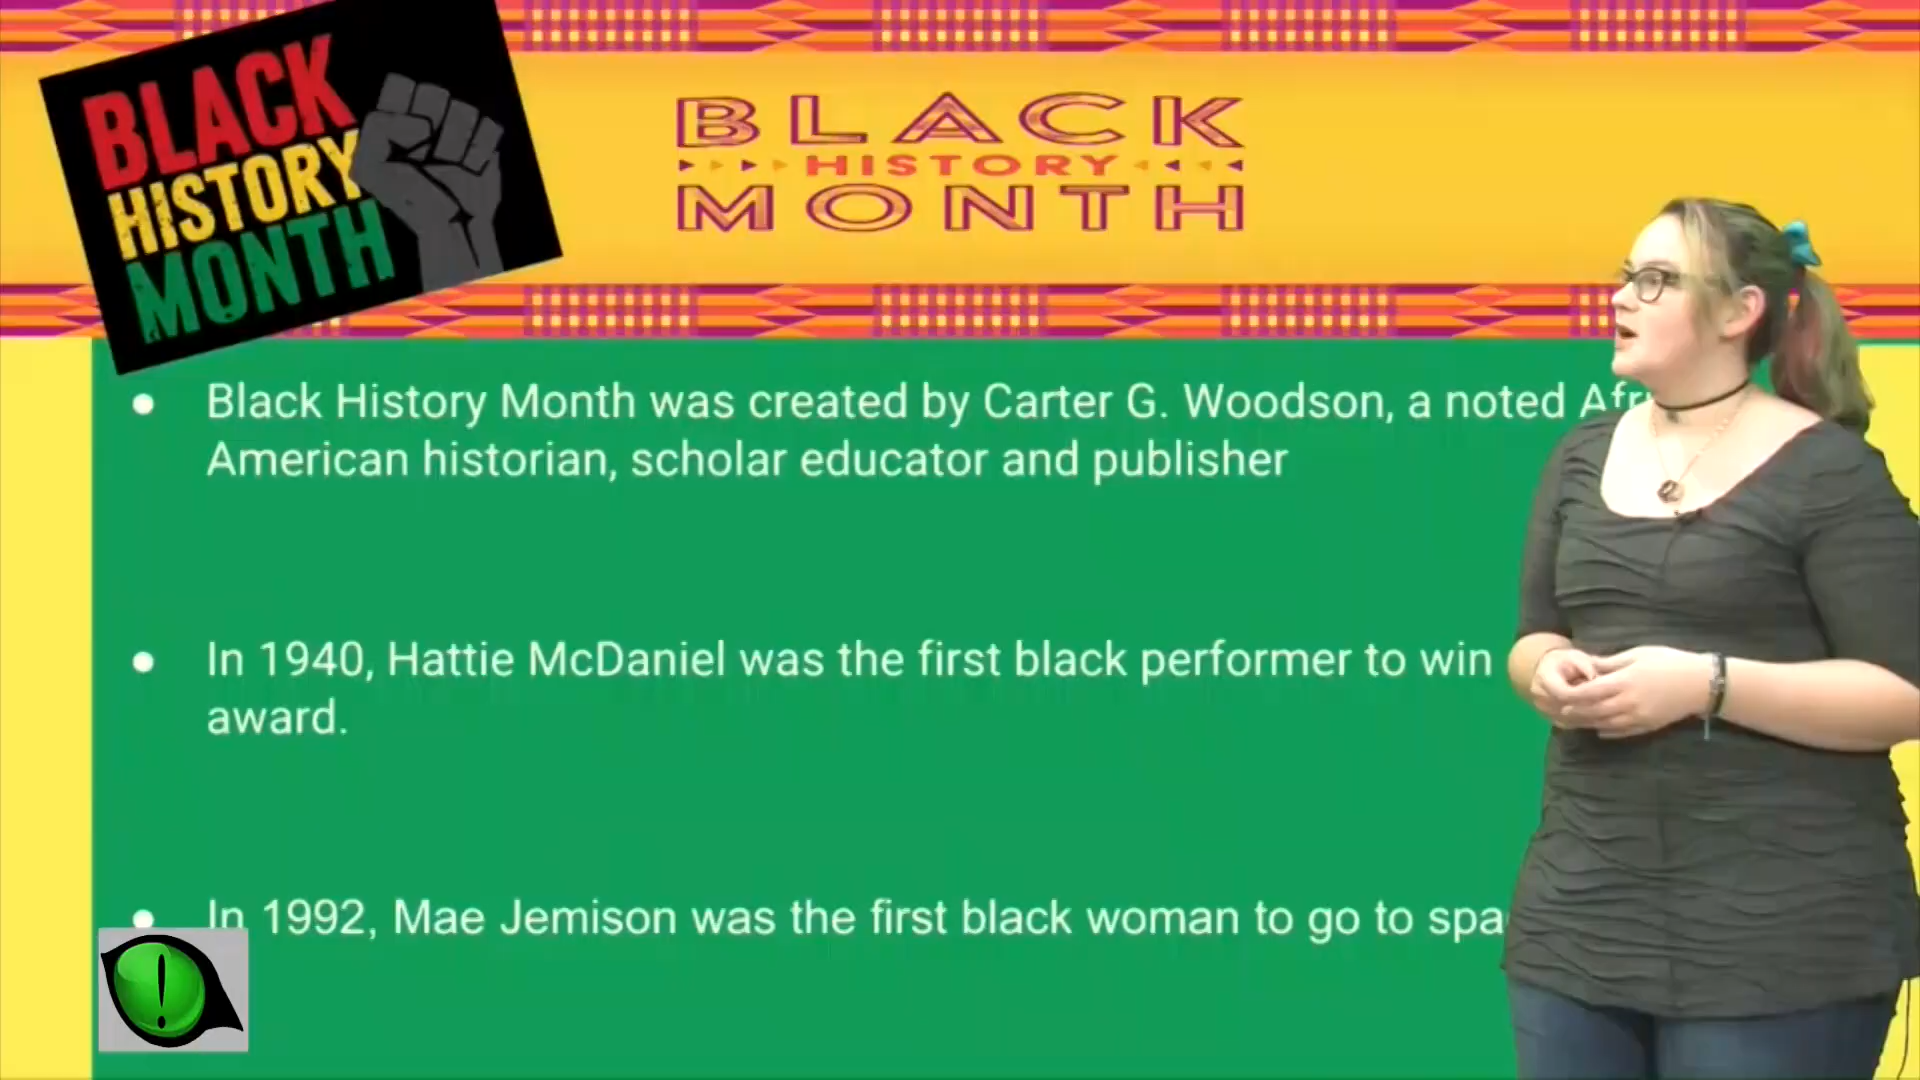 BLACK
HISTORY
MONTH
BLACK
HISTORY
MONTH
Black History Month was created by Carter G. Woodson, a noted
American historian, scholar educator and publisher
In 1940, Hattie McDaniel was the first black performer to win
award.
In 1992, Mae Jemison was the first black woman to go to